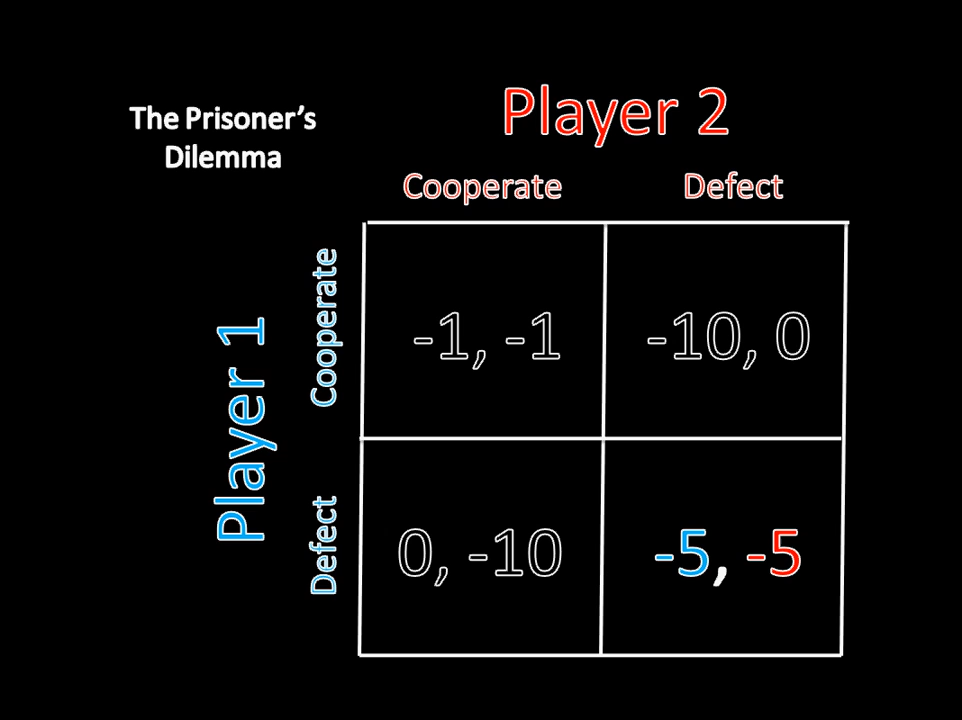 The Prisoner’s
Dilemma
Player 2
Cooperate
Defect
Player 1
Cooperate
-1, -1
-10, 0
Defect
0, -10
-5, -5